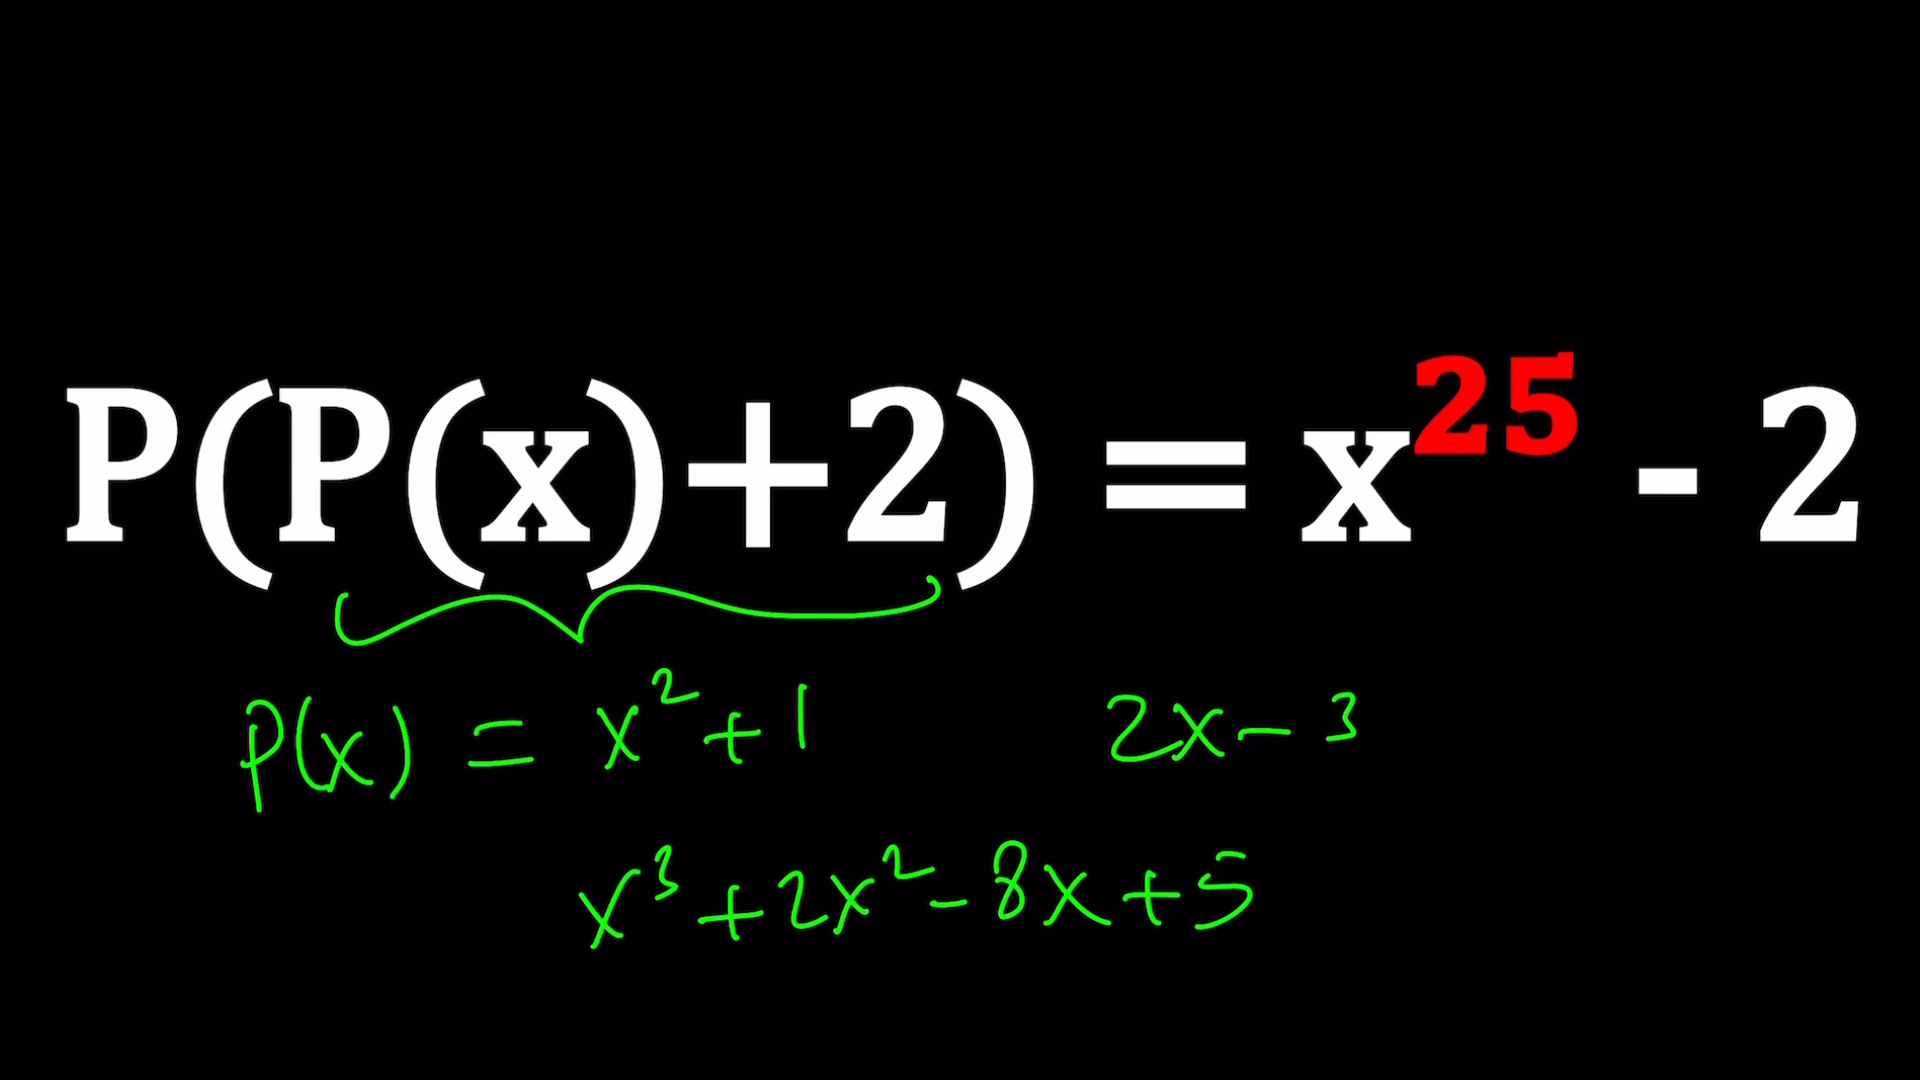 P(P(x)+2) = x²⁵ - 2
P(x) = x² + 1 2x - 3
x³ + 2x² - 8x + 5